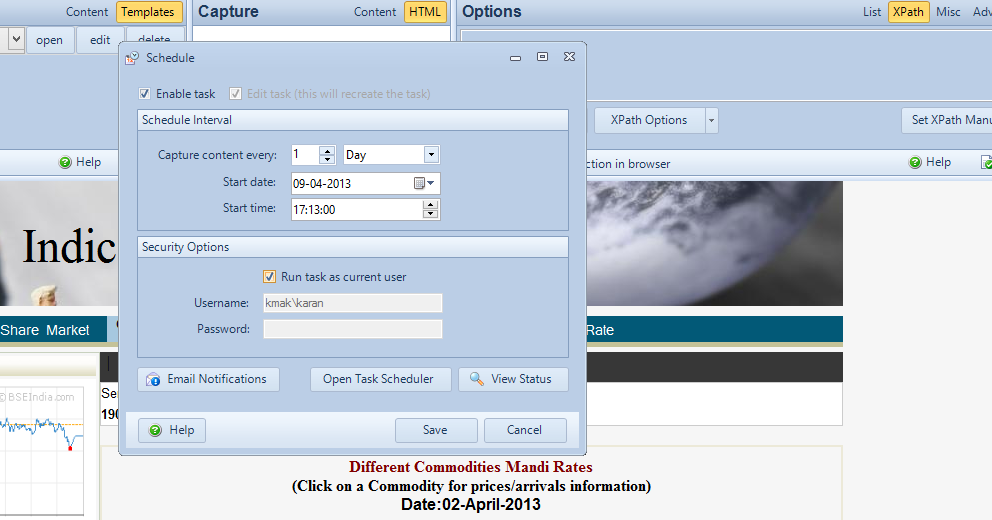 Content Templates Capture Content HTML Options List XPath Misc Adv
open edit delete
Schedule
Enable task Edit task (this will recreate the task)
Schedule Interval XPath Options Set XPath Manu
Capture content every: 1 Day
Help ction in browser Help
Start date: 09-04-2013
Start time: 17:13:00
Indic
Security Options
Run task as current user
Username: kmak\karan
Share Market Rate
Password:
Email Notifications Open Task Scheduler View Status
© BSEIndia.com Se
190
Help Save Cancel
Different Commodities Mandi Rates
(Click on a Commodity for prices/arrivals information)
Date:02-April-2013